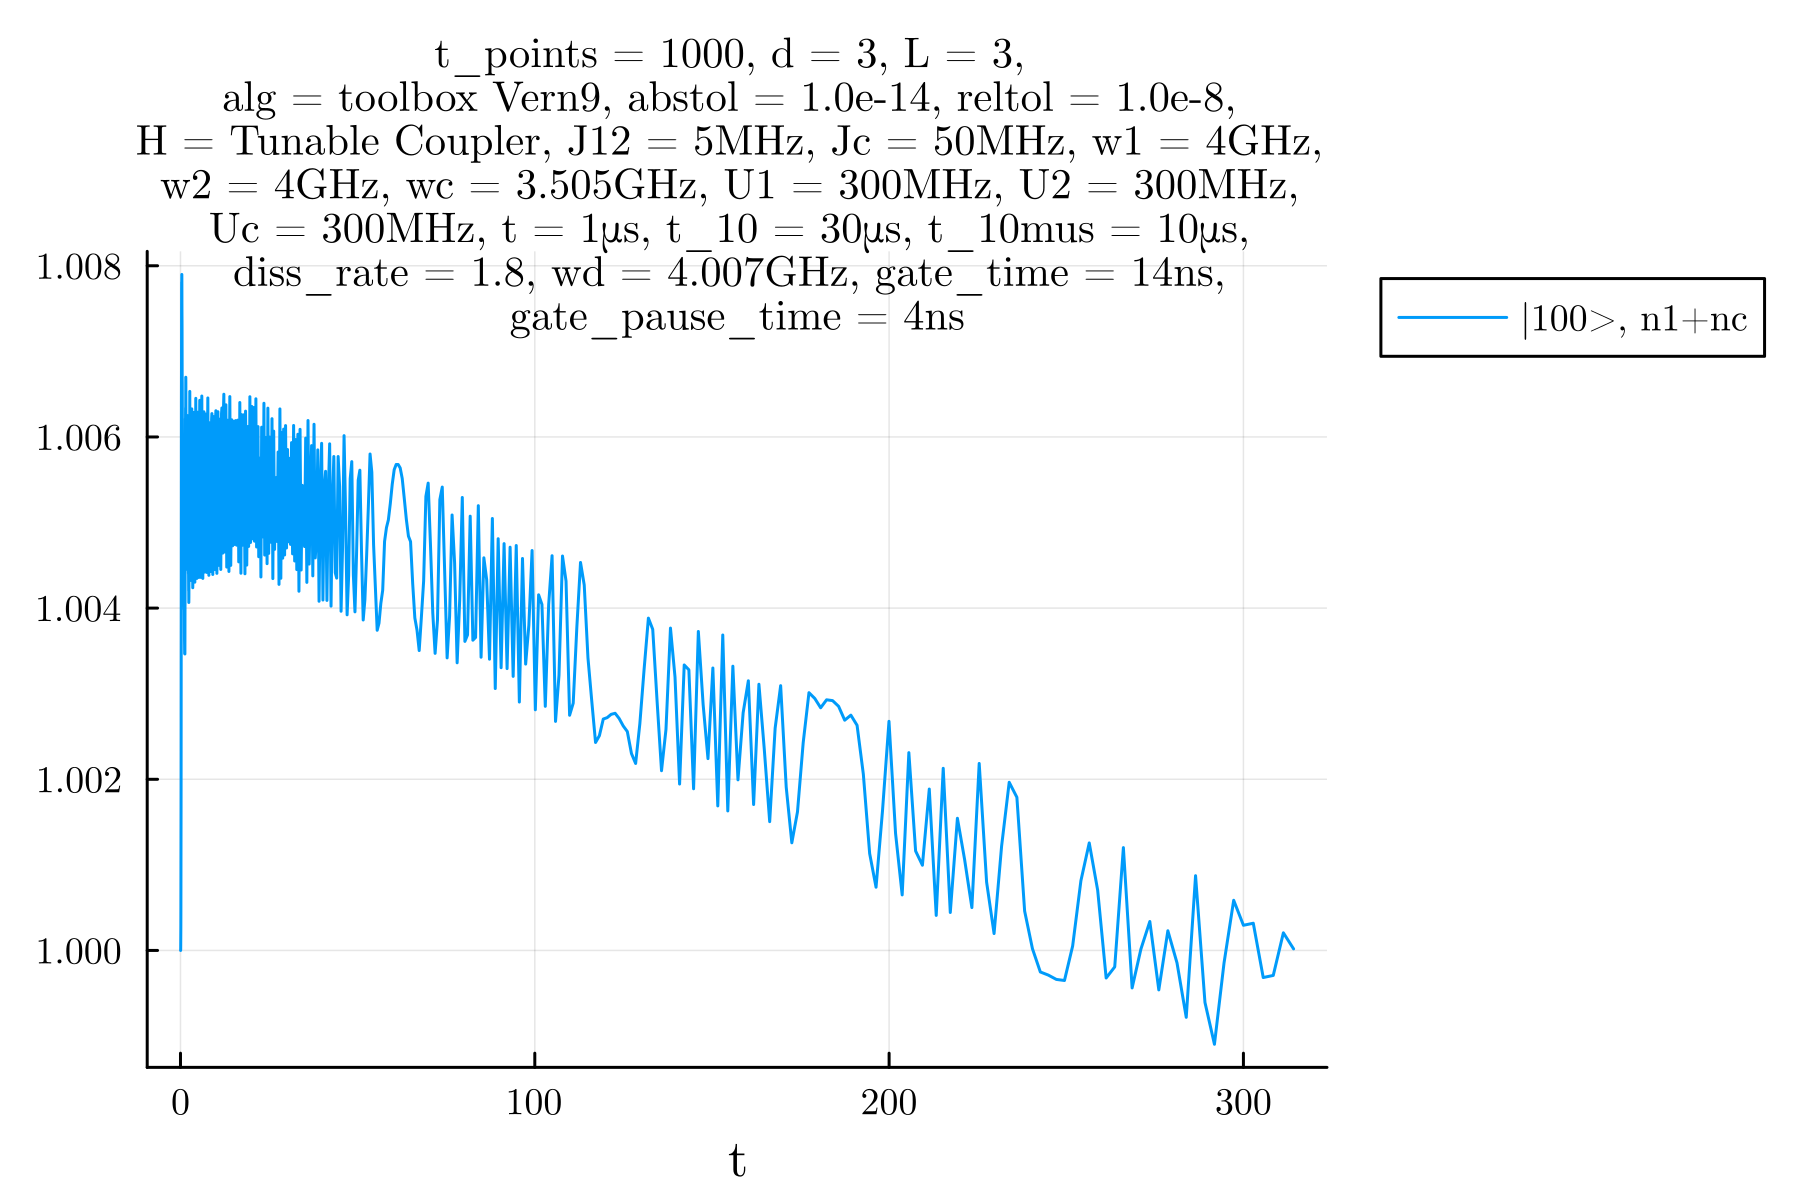 t_points = 1000, d = 3, L = 3,
alg = toolbox Vern9, abstol = 1.0e-14, reltol = 1.0e-8,
H = Tunable Coupler, J12 = 5MHz, Jc = 50MHz, w1 = 4GHz,
w2 = 4GHz, wc = 3.505GHz, U1 = 300MHz, U2 = 300MHz,
Uc = 300MHz, t = 1μs, t_10 = 30μs, t_10mus = 10μs,
diss_rate = 1.8, wd = 4.007GHz, gate_time = 14ns,
gate_pause_time = 4ns
|100>, n1+nc
1.008
1.006
1.004
1.002
1.000
0 100 200 300
t